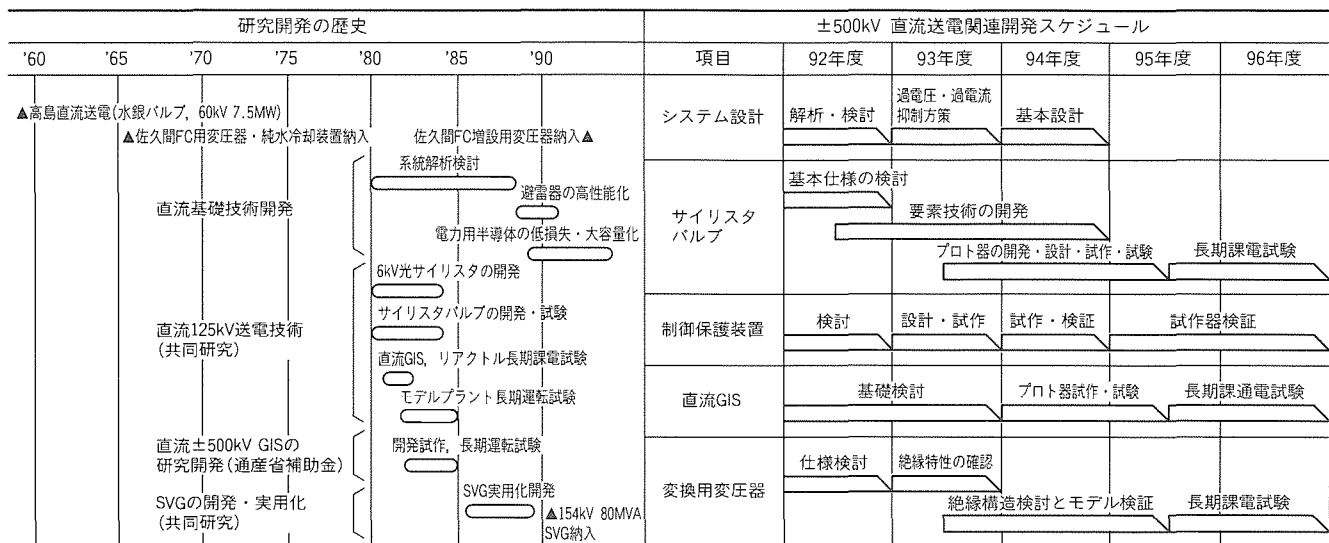 研究開発の歴史
'60 '65 '70 '75 '80 '85 '90
▲高島直流送電(水銀バルブ, 60kV 7.5MW)
▲佐久間FC用変圧器・純水冷却装置納入
佐久間FC増設用変圧器納入▲
直流基礎技術開発
系統解析検討
避雷器の高性能化
電力用半導体の低損失・大容量化
直流125kV送電技術
(共同研究)
6kV光サイリスタの開発
サイリスタバルブの開発・試験
直流GIS, リアクトル長期課電試験
モデルプラント長期運転試験
直流±500kV GISの
研究開発(通産省補助金)
開発試作, 長期運転試験
SVGの開発・実用化
(共同研究)
SVG実用化開発
▲154kV 80MVA
SVG納入
±500kV 直流送電関連開発スケジュール
項目 92年度 93年度 94年度 95年度 96年度
システム設計
解析・検討
過電圧・過電流
抑制方策
基本設計
サイリスタ
バルブ
基本仕様の検討
要素技術の開発
プロト器の開発・設計・試作・試験
長期課電試験
制御保護装置
検討
設計・試作
試作・検証
試作器検証
直流GIS
基礎検討
プロト器試作・試験
長期課通電試験
変換用変圧器
仕様検討
絶縁特性の確認
絶縁構造検討とモデル検証
長期課電試験